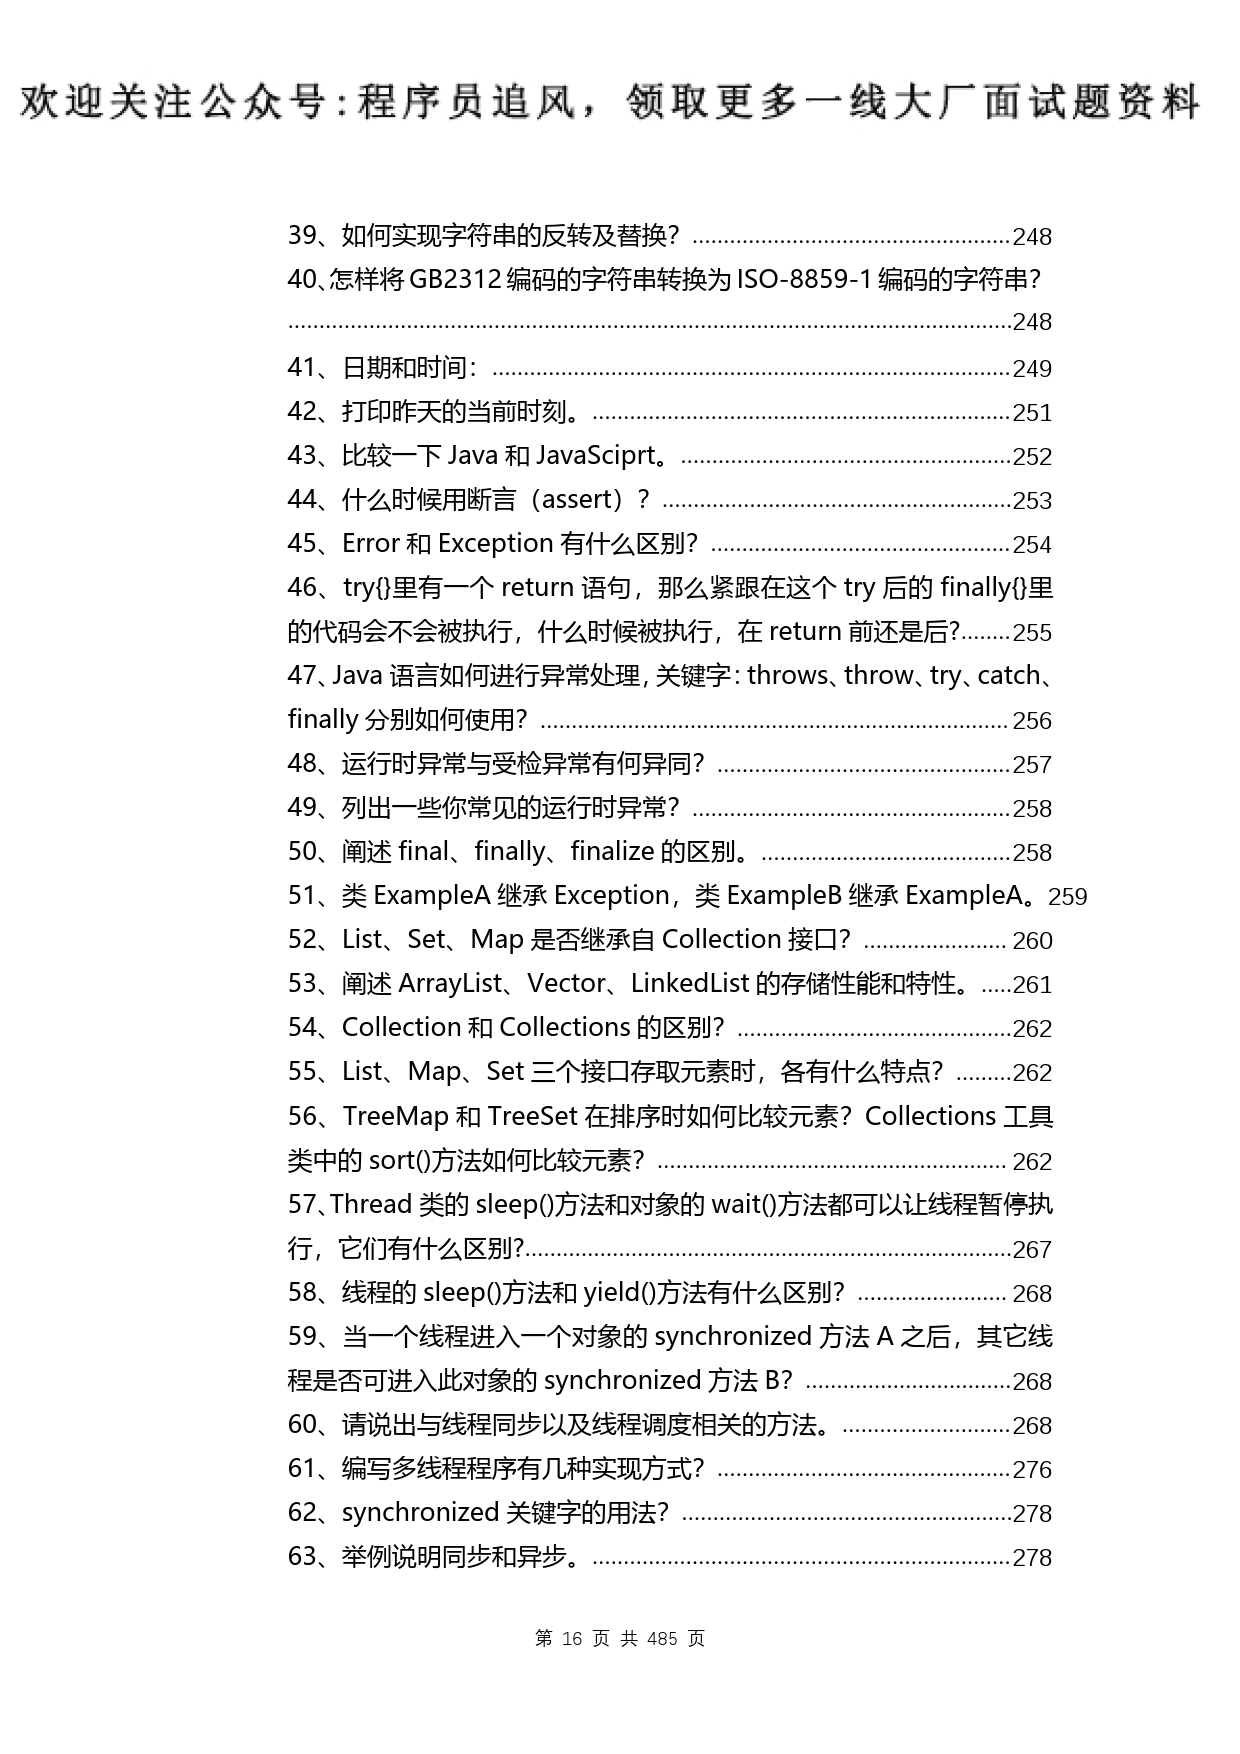 欢迎关注公众号:程序员追风，领取更多一线大厂面试题资料
39、如何实现字符串的反转及替换？...................................................248
40、怎样将 GB2312 编码的字符串转换为 ISO-8859-1 编码的字符串？
....................................................................................................................248
41、日期和时间：...................................................................................249
42、打印昨天的当前时刻。...................................................................251
43、比较一下 Java 和 JavaSciprt。.....................................................252
44、什么时候用断言（assert）？........................................................253
45、Error 和 Exception 有什么区别？................................................254
46、try{}里有一个 return 语句，那么紧跟在这个 try 后的 finally{}里
的代码会不会被执行，什么时候被执行，在 return 前还是后?........255
47、Java 语言如何进行异常处理，关键字：throws、throw、try、catch、
finally 分别如何使用？........................................................................... 256
48、运行时异常与受检异常有何异同？...............................................257
49、列出一些你常见的运行时异常？...................................................258
50、阐述 final、finally、finalize 的区别。........................................258
51、类 ExampleA 继承 Exception，类 ExampleB 继承 ExampleA。259
52、List、Set、Map 是否继承自 Collection 接口？....................... 260
53、阐述 ArrayList、Vector、LinkedList 的存储性能和特性。.....261
54、Collection 和 Collections 的区别？............................................262
55、List、Map、Set 三个接口存取元素时，各有什么特点？.........262
56、TreeMap 和 TreeSet 在排序时如何比较元素？Collections 工具
类中的 sort()方法如何比较元素？........................................................ 262
57、Thread 类的 sleep()方法和对象的 wait()方法都可以让线程暂停执
行，它们有什么区别?..............................................................................267
58、线程的 sleep()方法和 yield()方法有什么区别？........................ 268
59、当一个线程进入一个对象的 synchronized 方法 A 之后，其它线
程是否可进入此对象的 synchronized 方法 B？.................................268
60、请说出与线程同步以及线程调度相关的方法。...........................268
61、编写多线程程序有几种实现方式？...............................................276
62、synchronized 关键字的用法？.....................................................278
63、举例说明同步和异步。...................................................................278
第 16 页 共 485 页